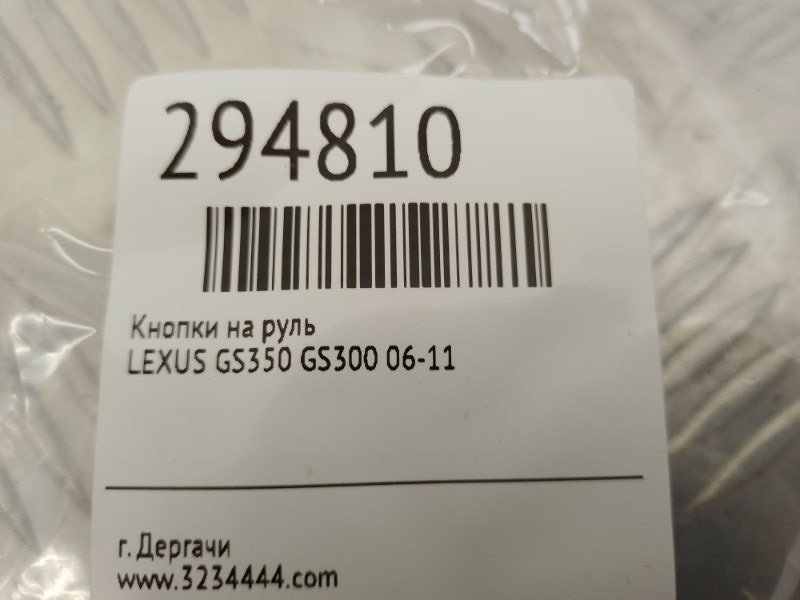 294810
Кнопки на руль
LEXUS GS350 GS300 06-11
г. Дергачи
www.3234444.com